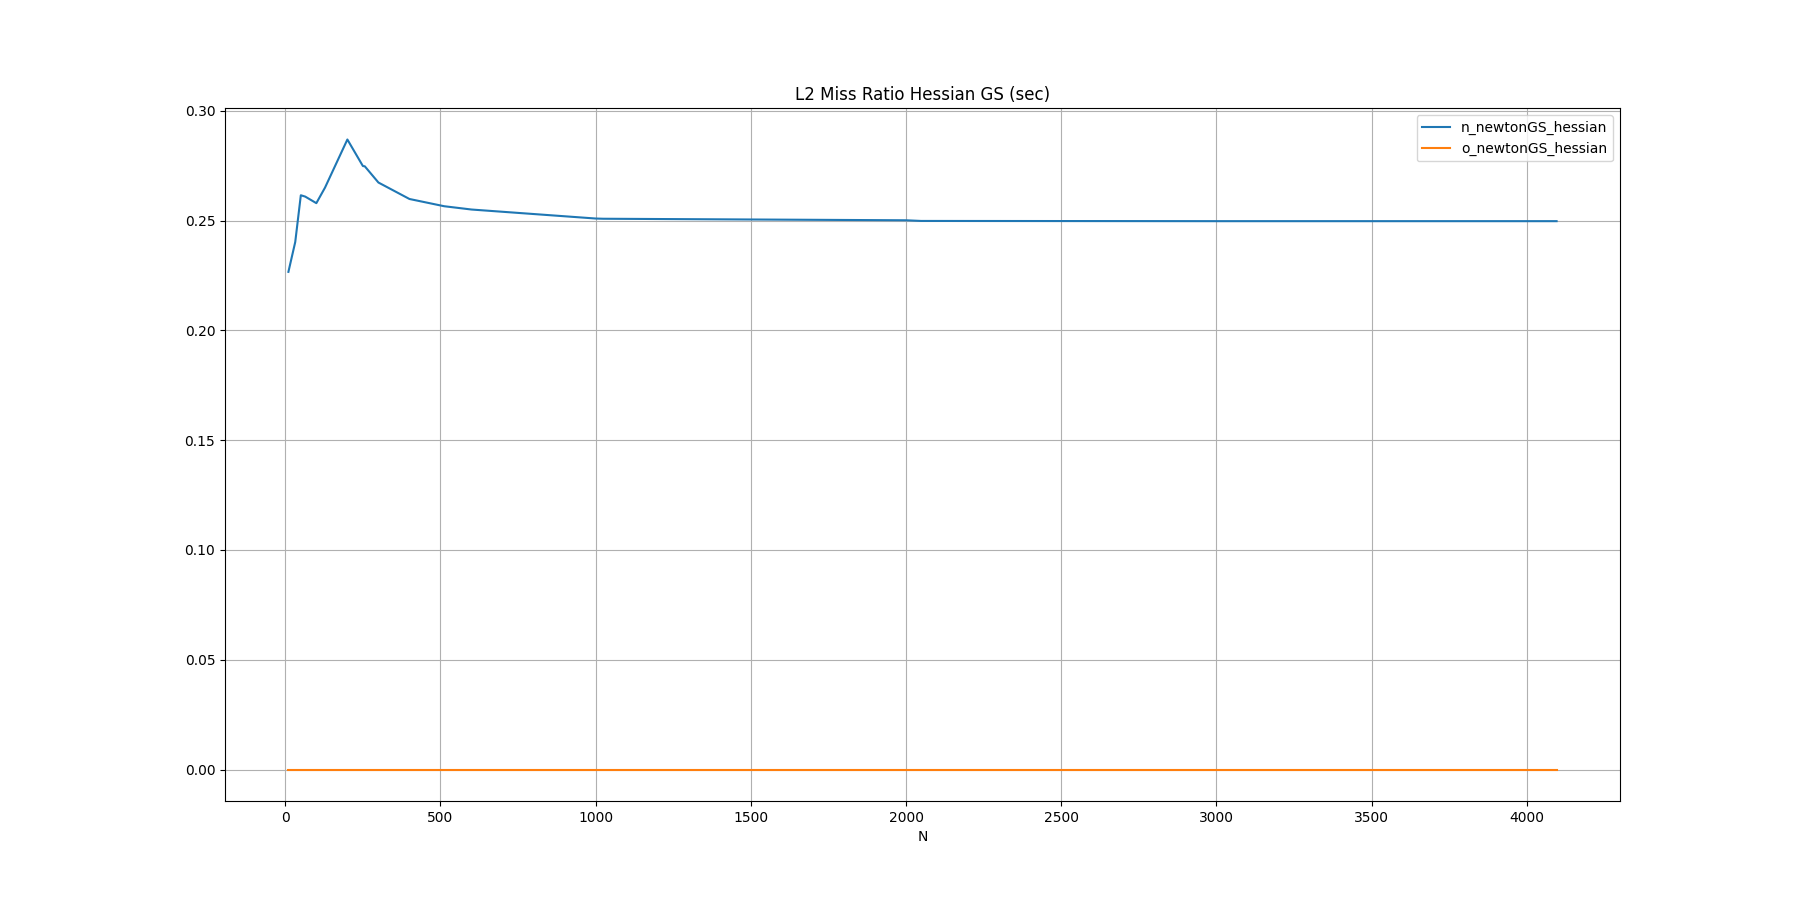 L2 Miss Ratio Hessian GS (sec)
n_newtonGS_hessian
o_newtonGS_hessian
0.30
0.25
0.20
0.15
0.10
0.05
0.00
0 500 1000 1500 2000 2500 3000 3500 4000
N